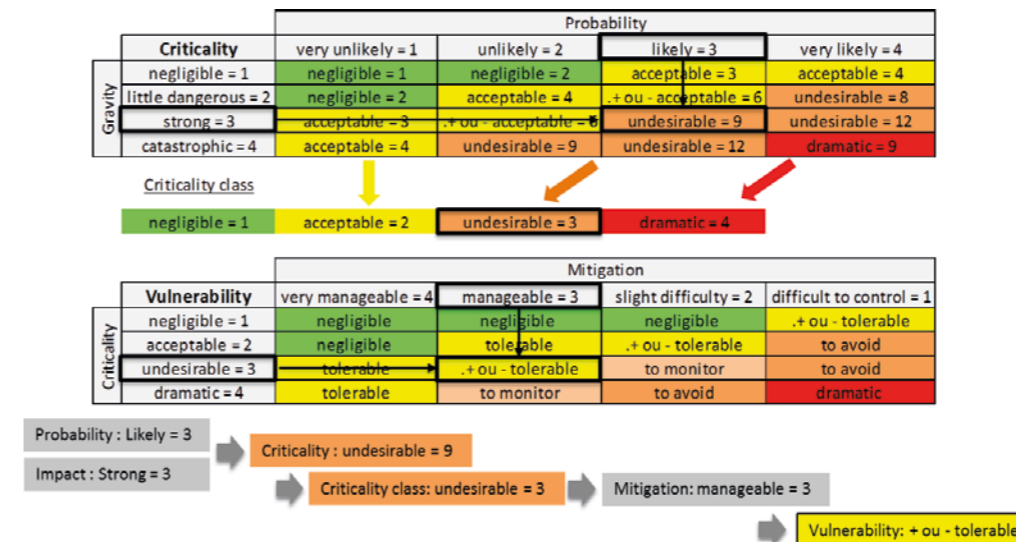 Probability
Criticality very unlikely = 1 unlikely = 2 likely = 3 very likely = 4
Gravity
negligible = 1 negligible = 1 negligible = 2 acceptable = 3 acceptable = 4
little dangerous = 2 negligible = 2 acceptable = 4 .+ ou - acceptable = 6 undesirable = 8
strong = 3 acceptable = 3 .+ ou - acceptable = 6 undesirable = 9 undesirable = 12
catastrophic = 4 acceptable = 4 undesirable = 9 undesirable = 12 dramatic = 9
Criticality class
negligible = 1 acceptable = 2 undesirable = 3 dramatic = 4
Mitigation
Vulnerability very manageable = 4 manageable = 3 slight difficulty = 2 difficult to control = 1
Criticality
negligible = 1 negligible negligible negligible .+ ou - tolerable
acceptable = 2 negligible tolerable .+ ou - tolerable to avoid
undesirable = 3 tolerable .+ ou - tolerable to monitor to avoid
dramatic = 4 tolerable to monitor to avoid dramatic
Probability : Likely = 3
Impact : Strong = 3
Criticality : undesirable = 9
Criticality class: undesirable = 3
Mitigation: manageable = 3
Vulnerability: + ou - tolerable